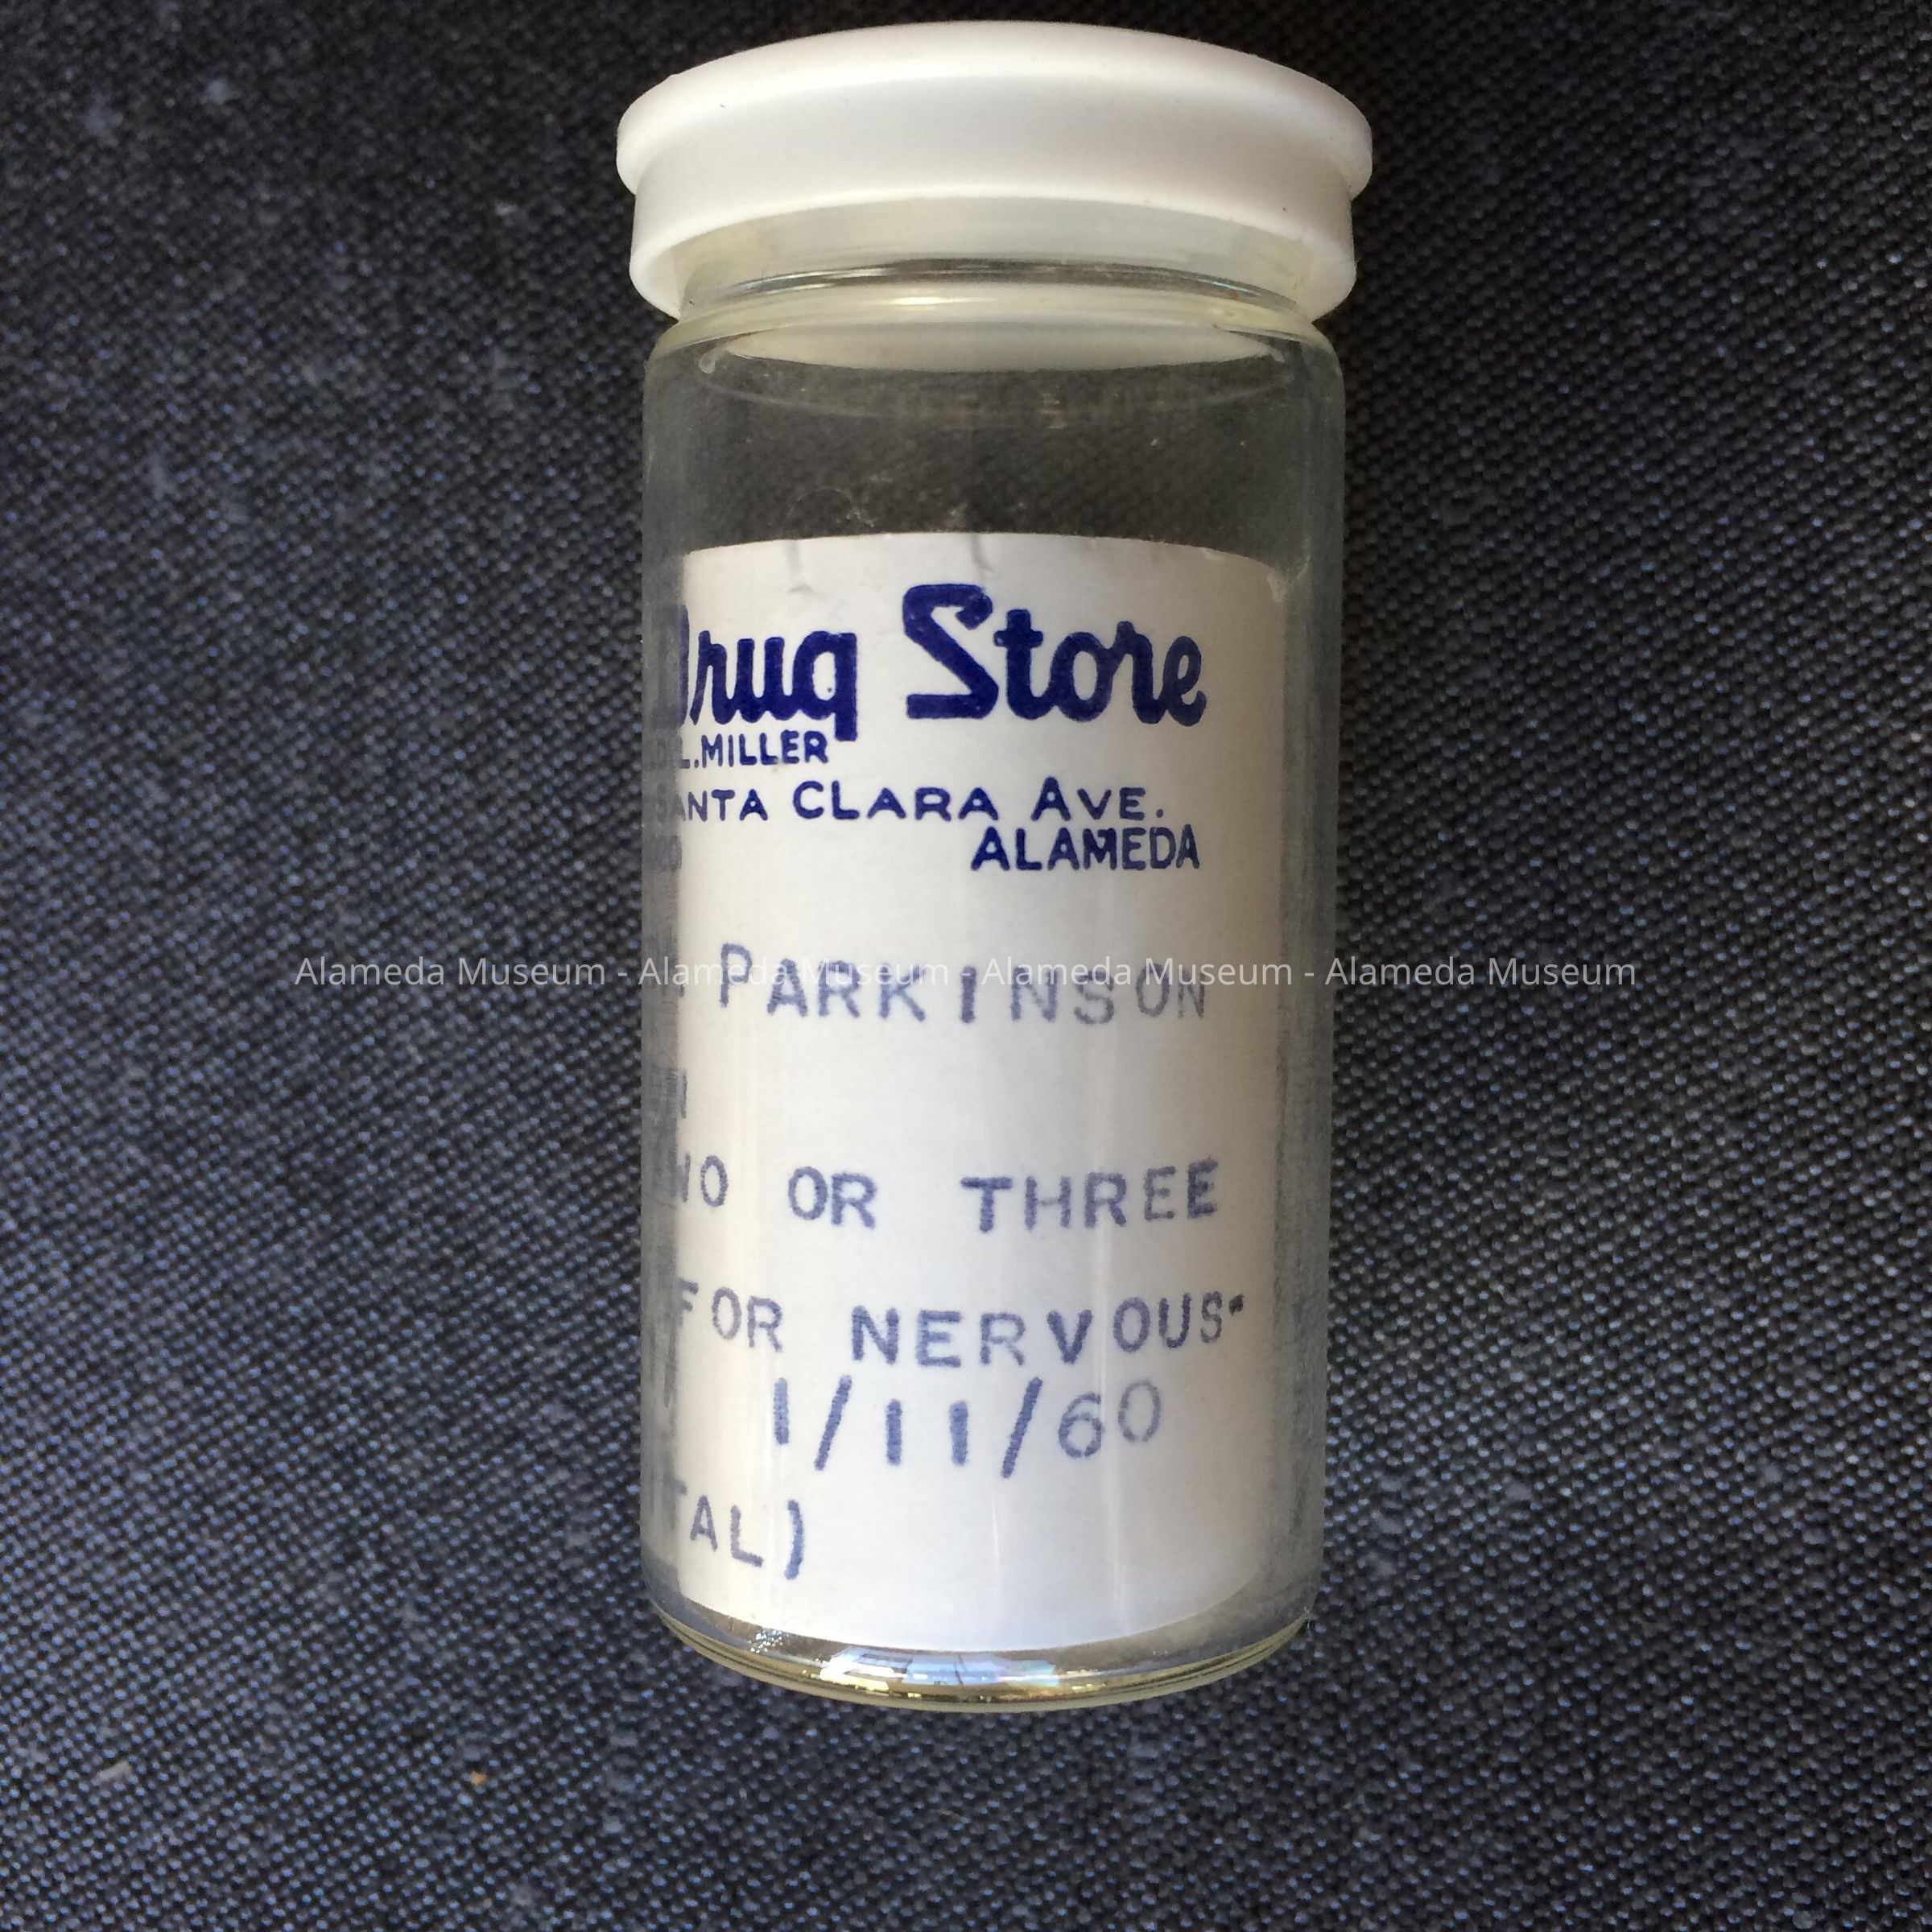 Drug Store
L. MILLER
SANTA CLARA AVE.
ALAMEDA
PARKINSON
OR THREE
FOR NERVOUS-
1/11/60
TAL)
Alameda Museum - Alameda Museum - Alameda Museum - Alameda Museum